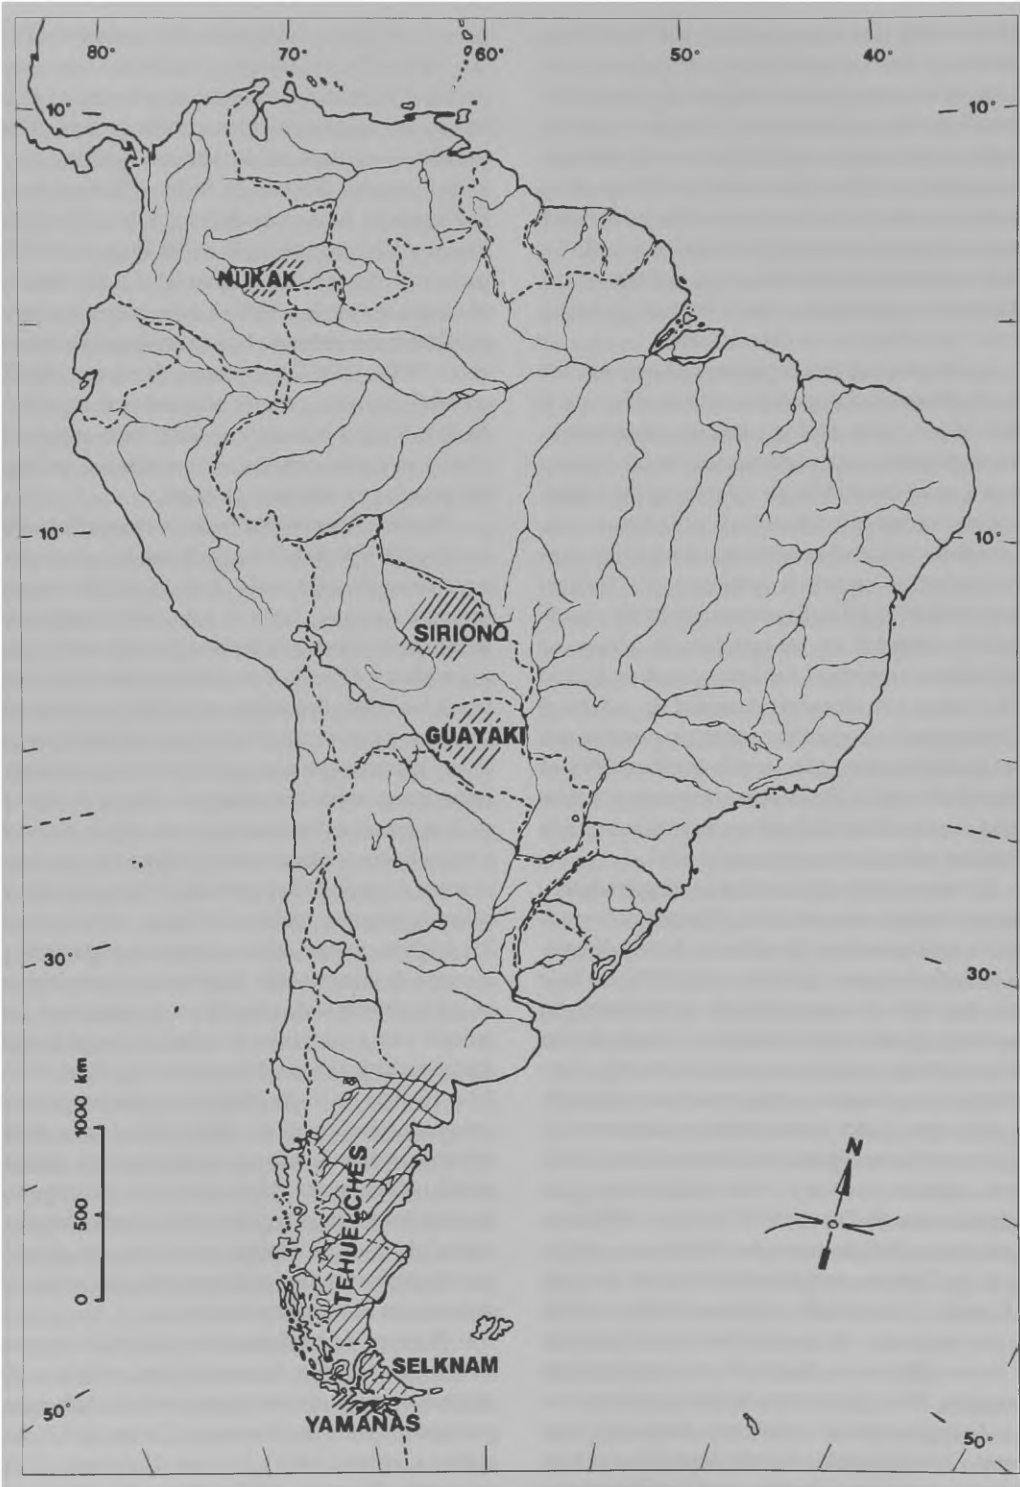 80° 70° 60° 50° 40°
10° 10°
NUKAK
10° 10°
SIRIONO
GUAYAKI
30° 30°
0 500 1000 km
TEHUELCHES
N
SELKNAM
YAMANAS
50° 50°